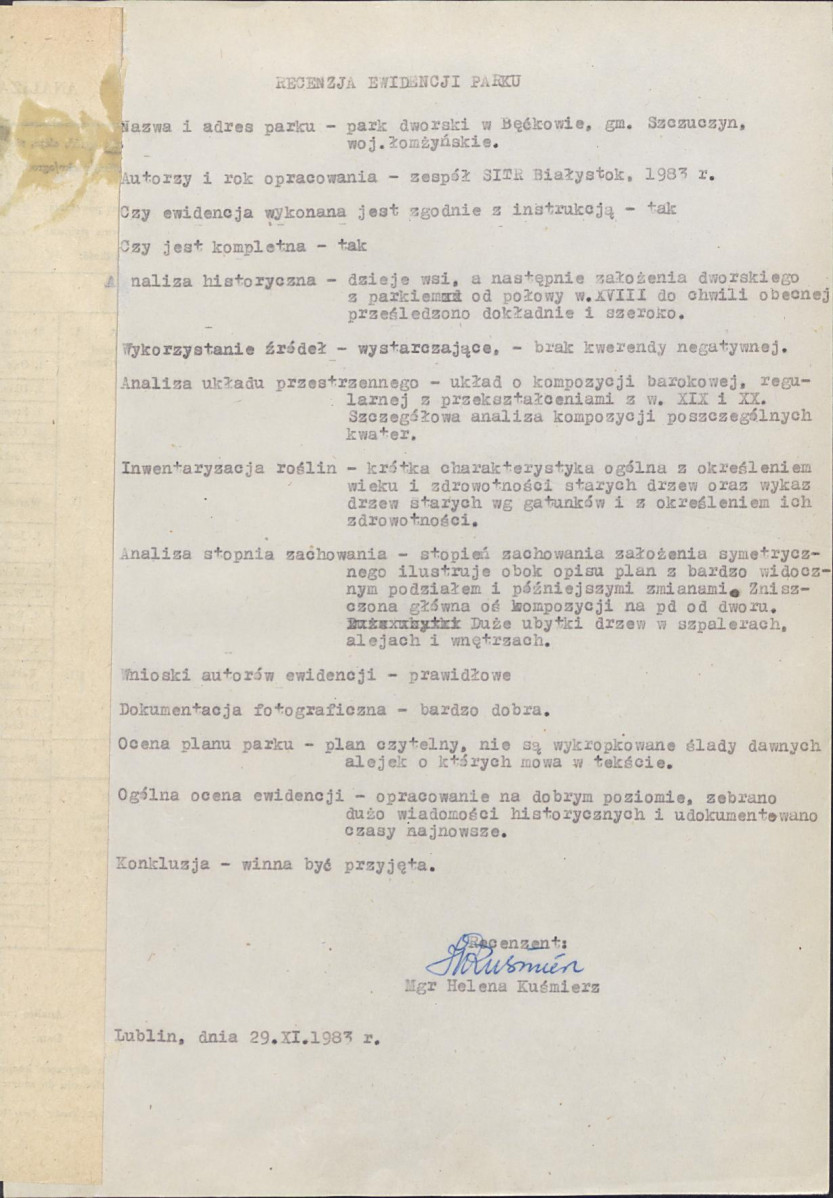 RECENZJA EWIDENCJI PARKU
Nazwa i adres parku – park dworski w Bęćkowie, gm. Szczuczyn,
woj.łomżyńskie.
Autorzy i rok opracowania – zespół SITR Białystok, 1983 r.
Czy ewidencja wykonana jest zgodnie z instrukcją – tak
Czy jest kompletna – tak
Analiza historyczna – dzieje wsi, a następnie założenia dworskiego
z parkiem od połowy w.XVIII do chwili obecnej
prześledzono dokładnie i szeroko.
Wykorzystanie źródeł – wystarczające, – brak kwerendy negatywnej.
Analiza układu przestrzennego – układ o kompozycji barokowej, regu-
larnej z przekształceniami z w. XIX i XX.
Szczegółowa analiza kompozycji poszczególnych
kwater.
Inwentaryzacja roślin – krótka charakterystyka ogólna z określeniem
wieku i zdrowotności starych drzew oraz wykaz
drzew starych wg gatunków i z określeniem ich
zdrowotności.
Analiza stopnia zachowania – stopień zachowania założenia symetrycz-
nego ilustruje obok opisu plan z bardzo widocz-
nym podziałem i późniejszymi zmianami. Znisz-
czona główna oś kompozycji na pd od dworu.
Duże ubytki Duże ubytki drzew w szpalerach,
alejach i wnętrzach.
Wnioski autorów ewidencji – prawidłowe
Dokumentacja fotograficzna – bardzo dobra.
Ocena planu parku – plan czytelny, nie są wykropkowane ślady dawnych
alejek o których mowa w tekście.
Ogólna ocena ewidencji – opracowanie na dobrym poziomie, zebrano
dużo wiadomości historycznych i udokumentowano
czasy najnowsze.
Konkluzja – winna być przyjęta.
Recenzent:
HKuśmierz
Mgr Helena Kuśmierz
Lublin, dnia 29.XI.1983 r.